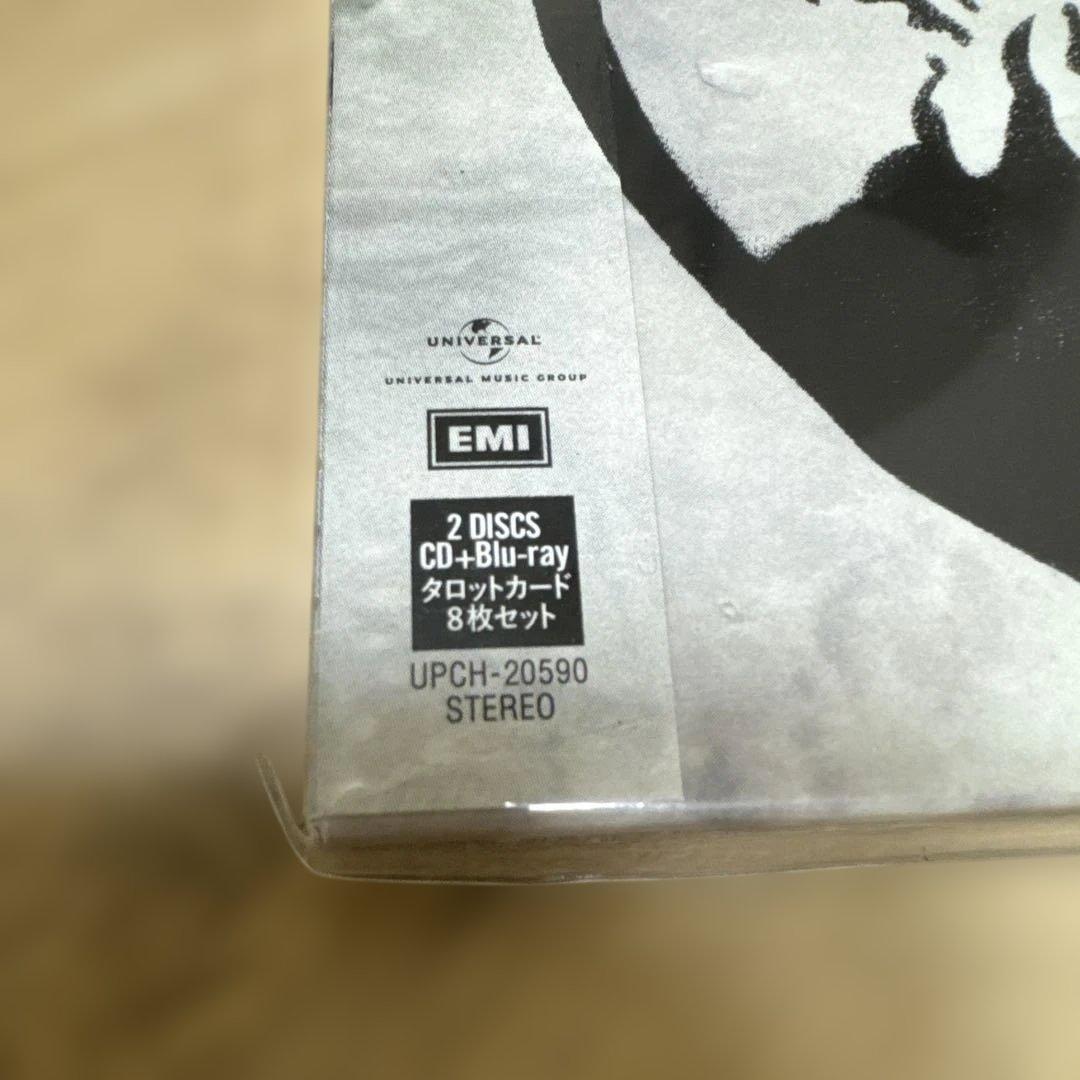 UNIVERSAL
UNIVERSAL MUSIC GROUP
EMI
2 DISCS
CD+Blu-ray
タロットカード
8枚セット
UPCH-20590
STEREO